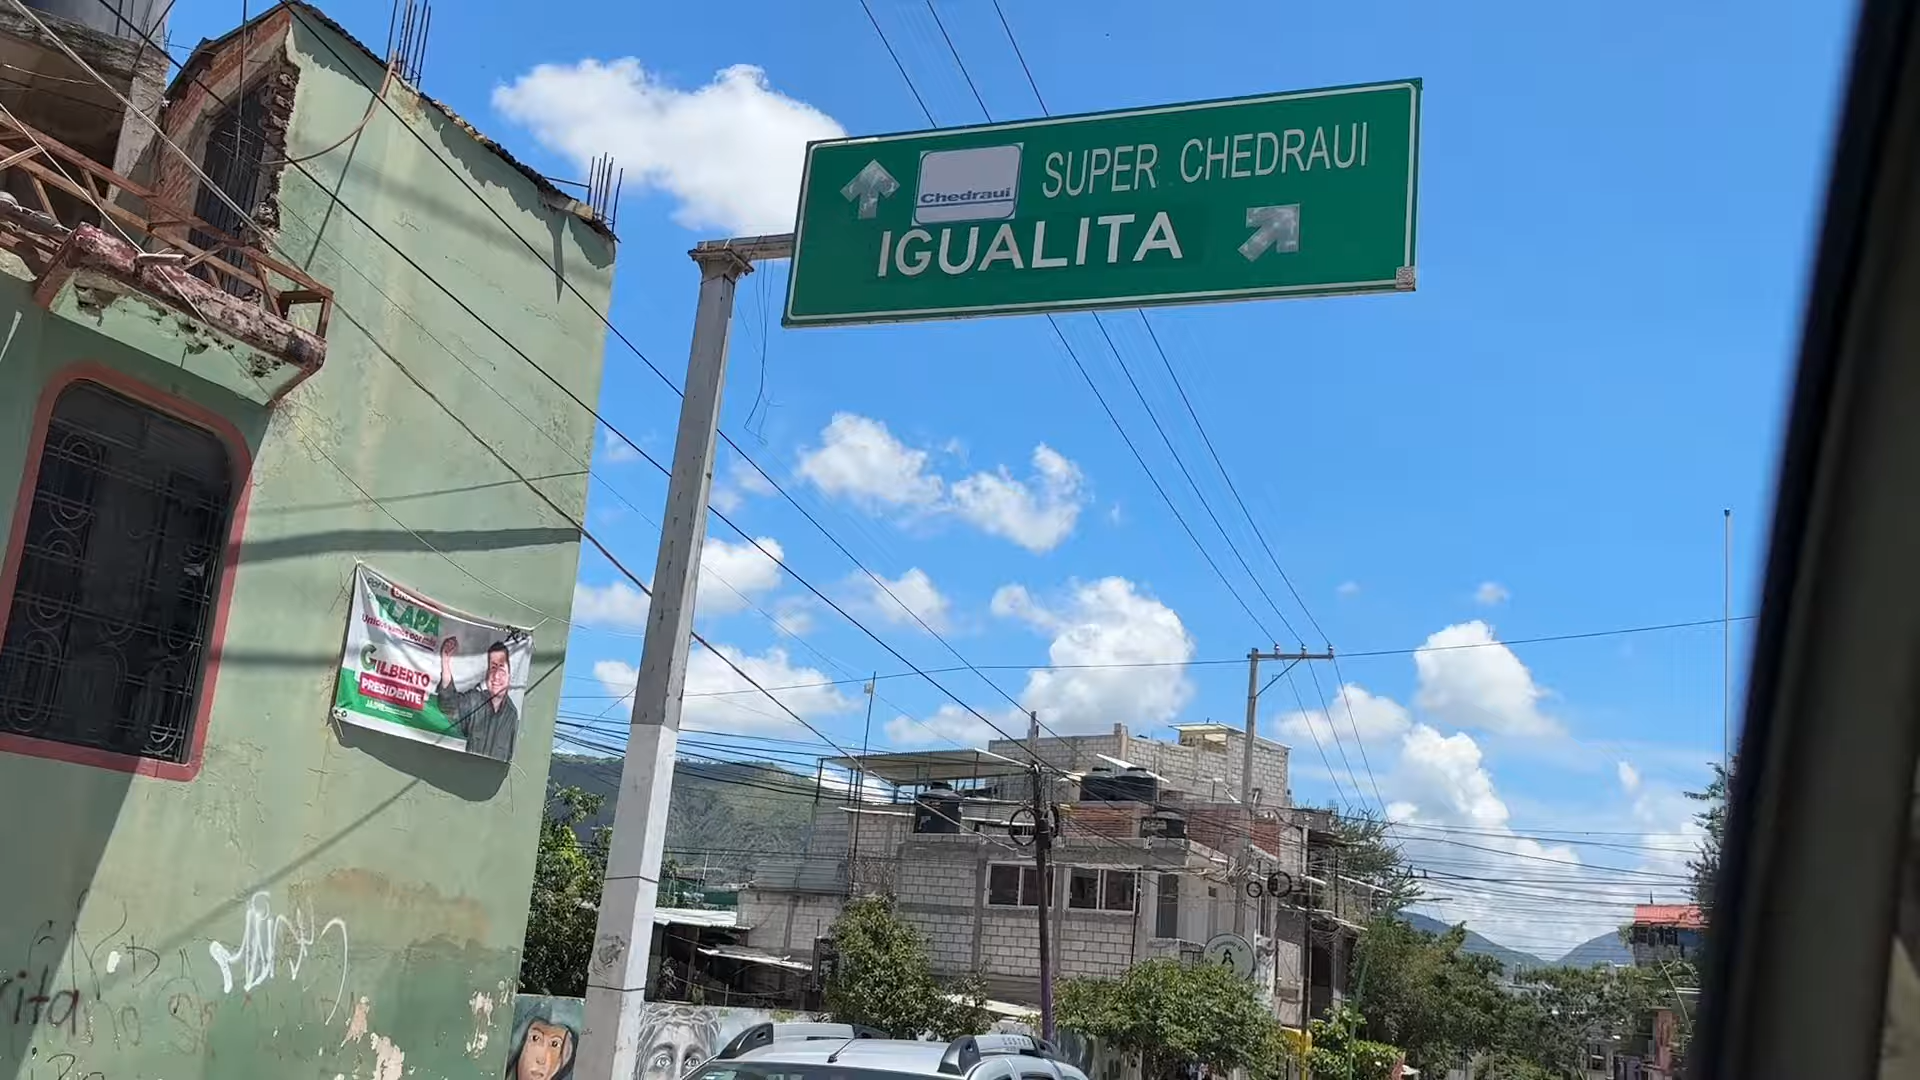 SUPER CHEDRAUI
Chedraui
IGUALITA
TLAPA
GILBERTO
PRESIDENTE